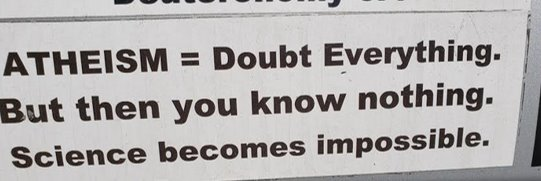 ATHEISM = Doubt Everything.
But then you know nothing.
Science becomes impossible.